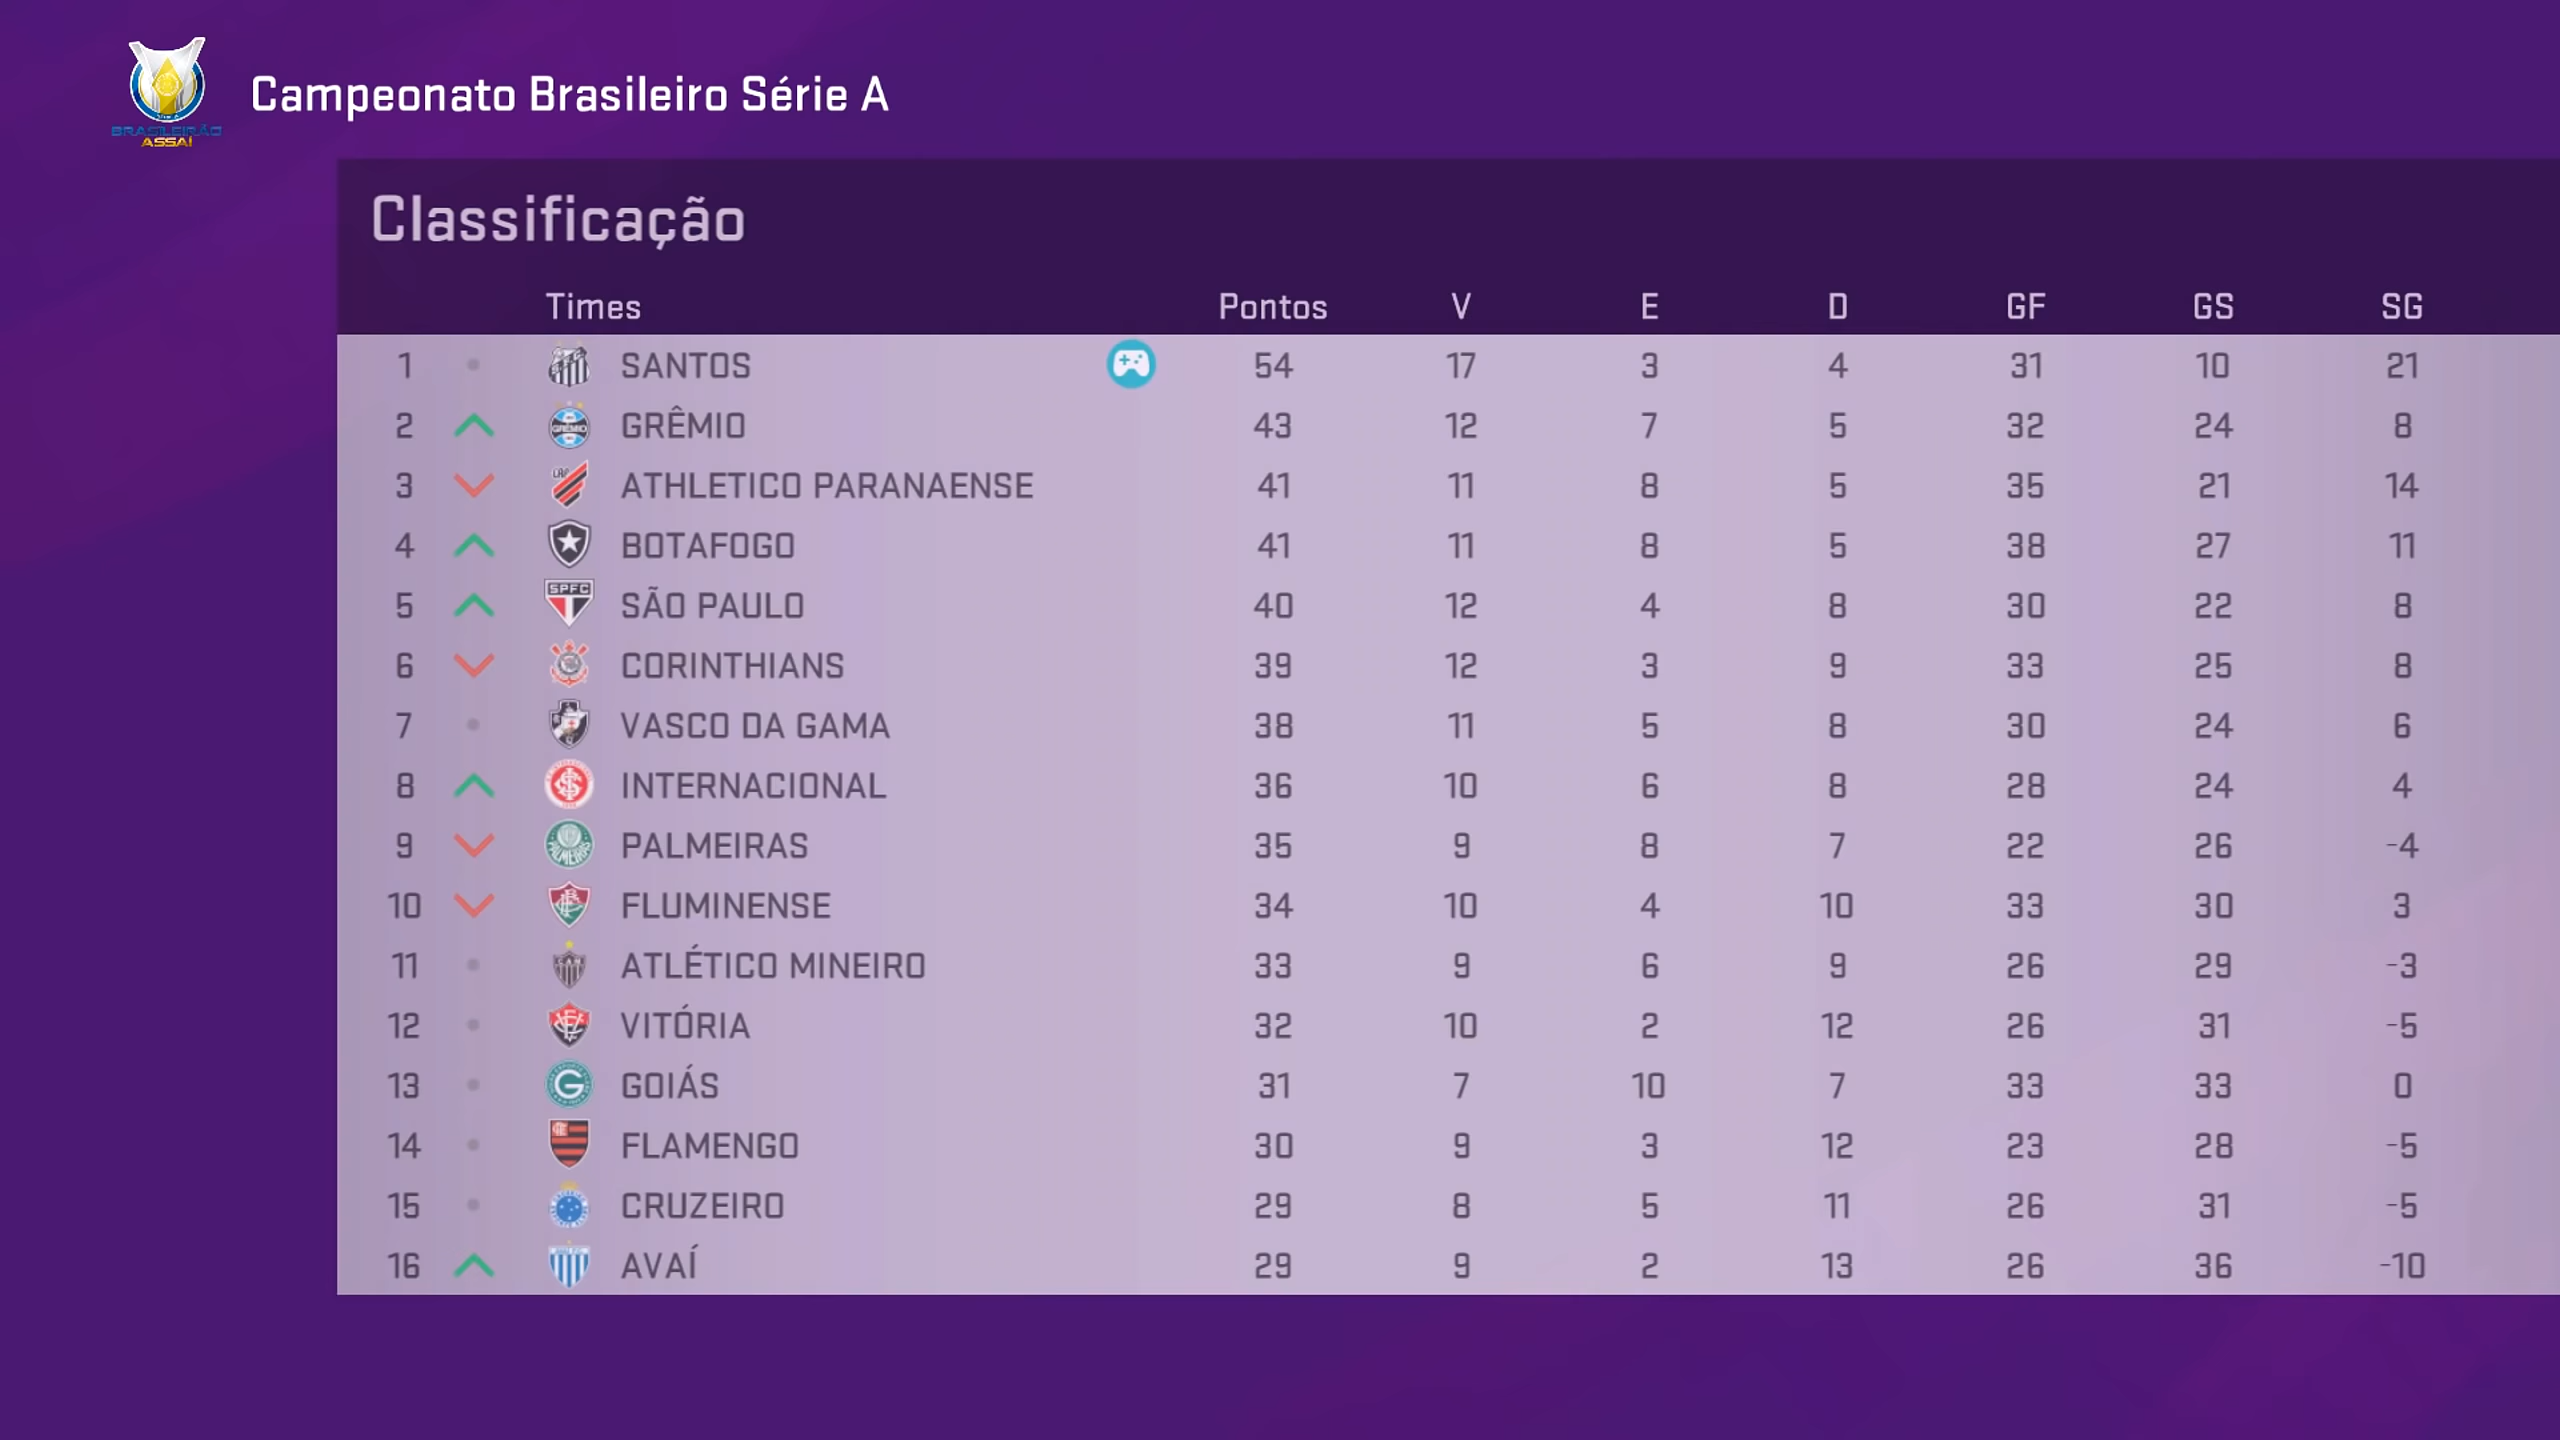 BRASILEIRÃO
ASSAÍ
Campeonato Brasileiro Série A
Classificação
Times Pontos V E D GF GS SG
1 SANTOS 54 17 3 4 31 10 21
2 GRÊMIO 43 12 7 5 32 24 8
3 ATHLETICO PARANAENSE 41 11 8 5 35 21 14
4 BOTAFOGO 41 11 8 5 38 27 11
5 SÃO PAULO 40 12 4 8 30 22 8
6 CORINTHIANS 39 12 3 9 33 25 8
7 VASCO DA GAMA 38 11 5 8 30 24 6
8 INTERNACIONAL 36 10 6 8 28 24 4
9 PALMEIRAS 35 9 8 7 22 26 -4
10 FLUMINENSE 34 10 4 10 33 30 3
11 ATLÉTICO MINEIRO 33 9 6 9 26 29 -3
12 VITÓRIA 32 10 2 12 26 31 -5
13 GOIÁS 31 7 10 7 33 33 0
14 FLAMENGO 30 9 3 12 23 28 -5
15 CRUZEIRO 29 8 5 11 26 31 -5
16 AVAÍ 29 9 2 13 26 36 -10